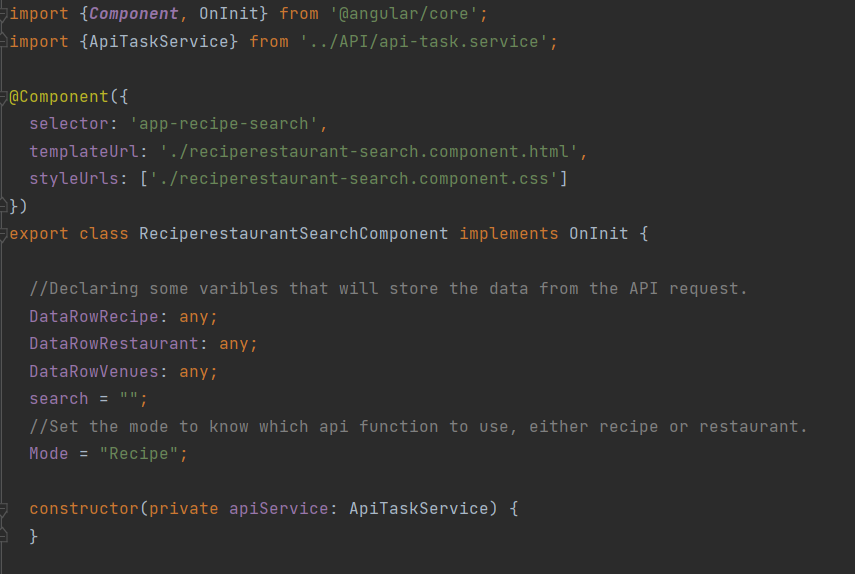 import {Component, OnInit} from '@angular/core';
import {ApiTaskService} from '../API/api-task.service';
@Component({
selector: 'app-recipe-search',
templateUrl: './reciperestaurant-search.component.html',
styleUrls: ['./reciperestaurant-search.component.css']
})
export class ReciperestaurantSearchComponent implements OnInit {
//Declaring some varibles that will store the data from the API request.
DataRowRecipe: any;
DataRowRestaurant: any;
DataRowVenues: any;
search = "";
//Set the mode to know which api function to use, either recipe or restaurant.
Mode = "Recipe";
constructor(private apiService: ApiTaskService) {
}